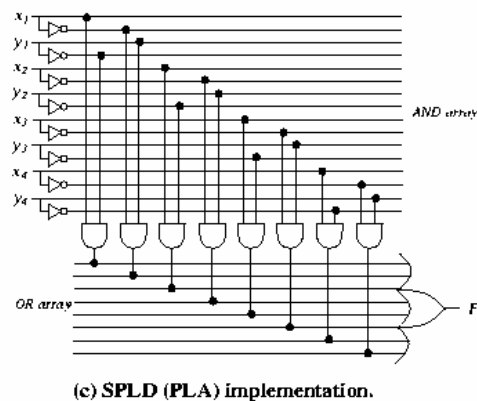 x1
y1
x2
y2
x3
y3
x4
y4
AND array
OR array
F
(c) SPLD (PLA) implementation.